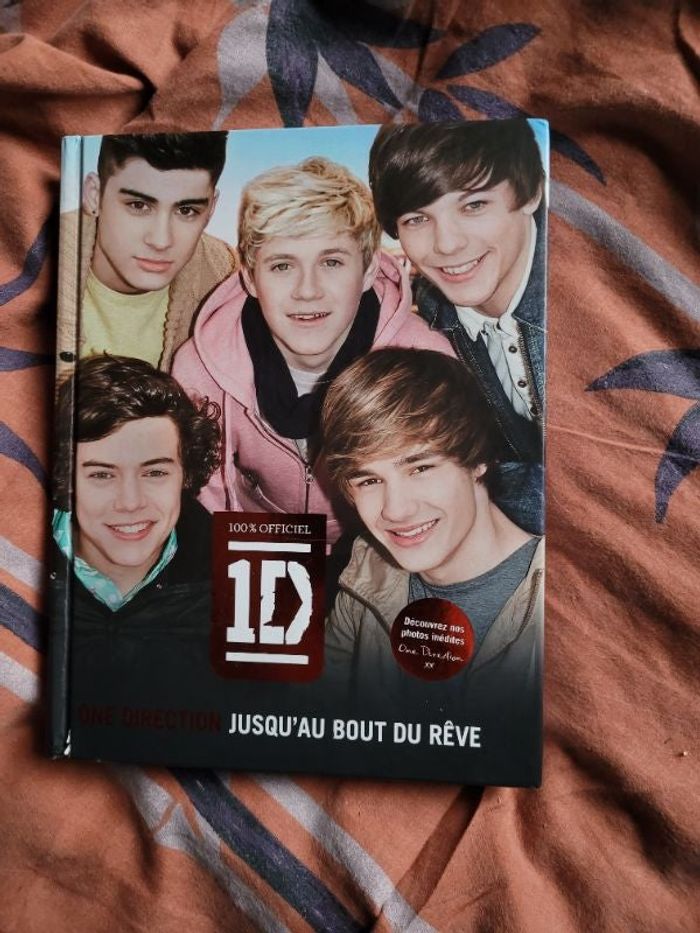 100% OFFICIEL
1D
Découvrez nos
photos inédites
One Direction
xx
ONE DIRECTION JUSQU'AU BOUT DU RÊVE